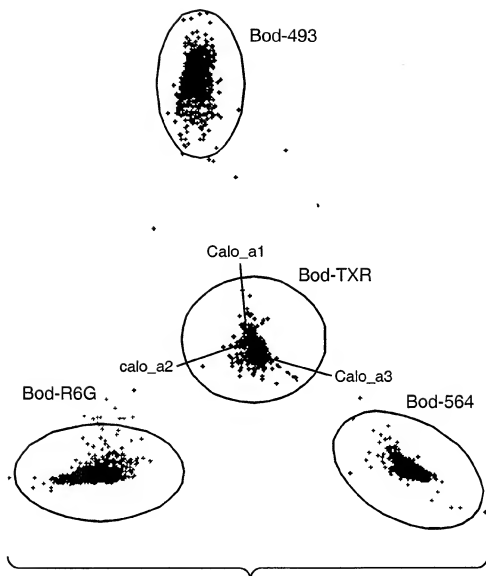 Bod-493
Calo_a1
Bod-TXR
calo_a2
Calo_a3
Bod-R6G
Bod-564